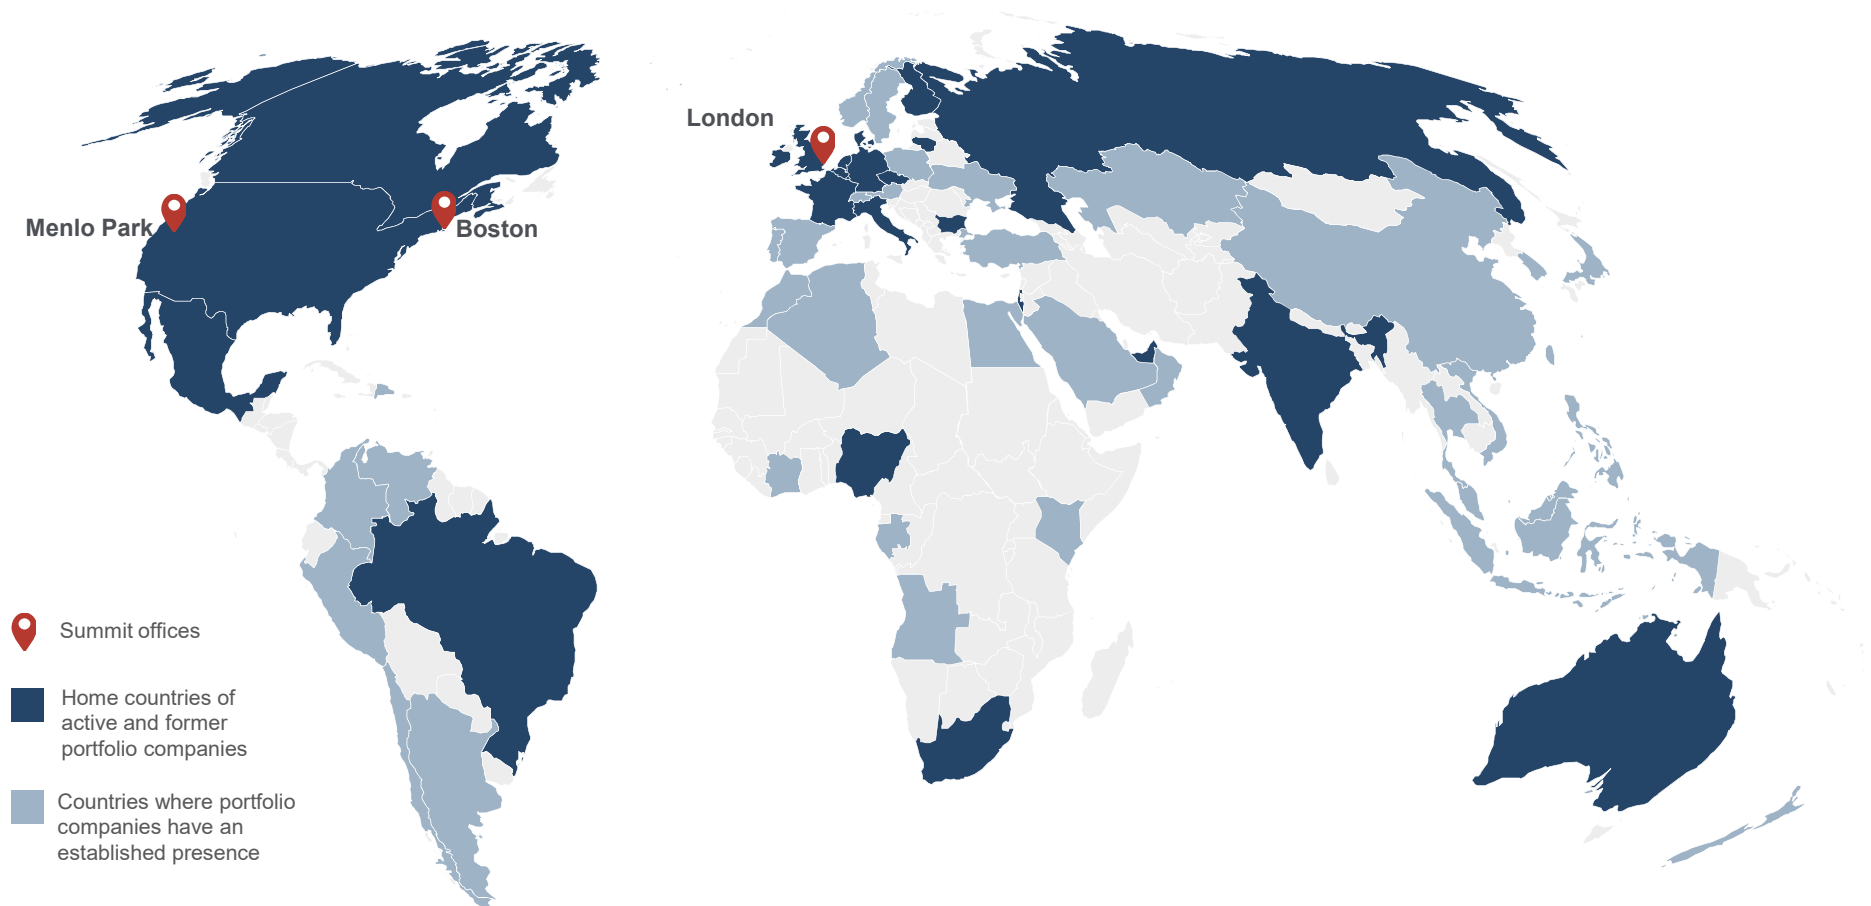 London
Menlo Park
Boston
Summit offices
Home countries of
active and former
portfolio companies
Countries where portfolio
companies have an
established presence